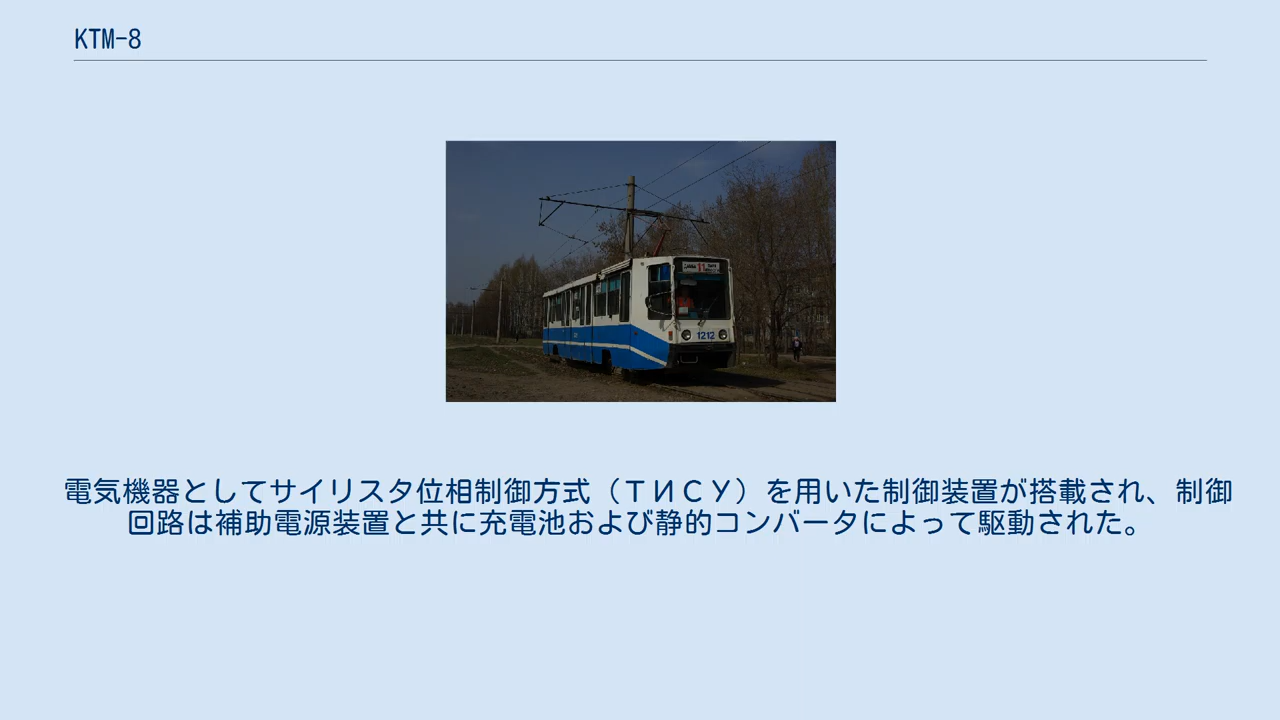 KTM-8
1212
電気機器としてサイリスタ位相制御方式（ТИСУ）を用いた制御装置が搭載され、制御
回路は補助電源装置と共に充電池および静的コンバータによって駆動された。